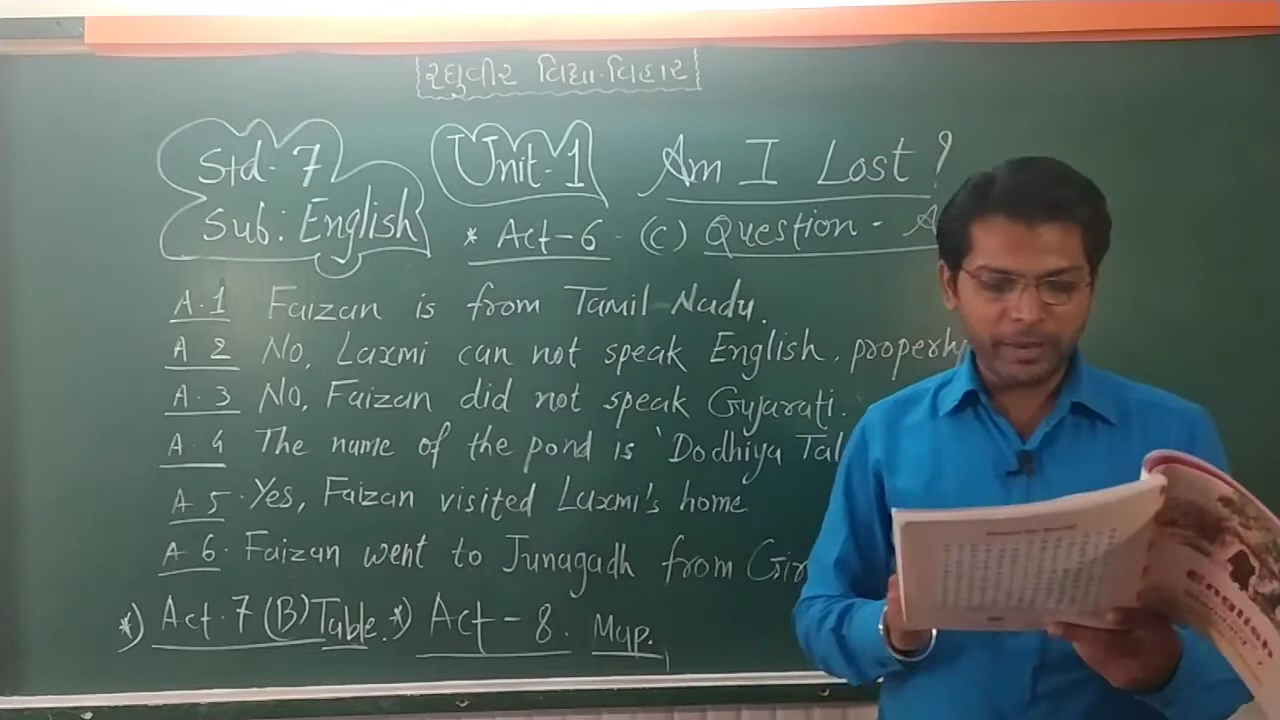 રઘુવીર વિદ્યા-વિહાર
Std. 7
Sub: English
Unit-1
Am I Lost?
* Act-6 - (C) Question -
A.1 Faizan is from Tamil Nadu.
A 2 No, Laxmi can not speak English. properly
A.3 No, Faizan did not speak Gujarati.
A.4 The name of the pond is 'Dodhiya Tal
A 5. Yes, Faizan visited Laxmi's home
A 6. Faizan went to Junagadh from Gir
*) Act. 7 (B) Table. *) Act - 8. Map.
English